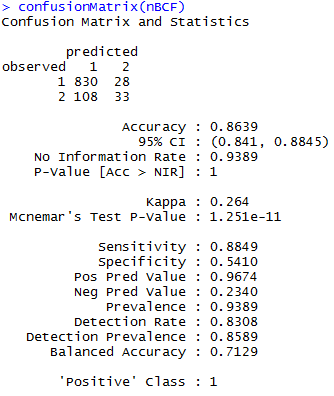 > confusionMatrix(nBCF)
Confusion Matrix and Statistics
predicted
observed 1 2
1 830 28
2 108 33
Accuracy : 0.8639
95% CI : (0.841, 0.8845)
No Information Rate : 0.9389
P-Value [Acc > NIR] : 1
Kappa : 0.264
Mcnemar's Test P-Value : 1.251e-11
Sensitivity : 0.8849
Specificity : 0.5410
Pos Pred Value : 0.9674
Neg Pred Value : 0.2340
Prevalence : 0.9389
Detection Rate : 0.8308
Detection Prevalence : 0.8589
Balanced Accuracy : 0.7129
'Positive' Class : 1